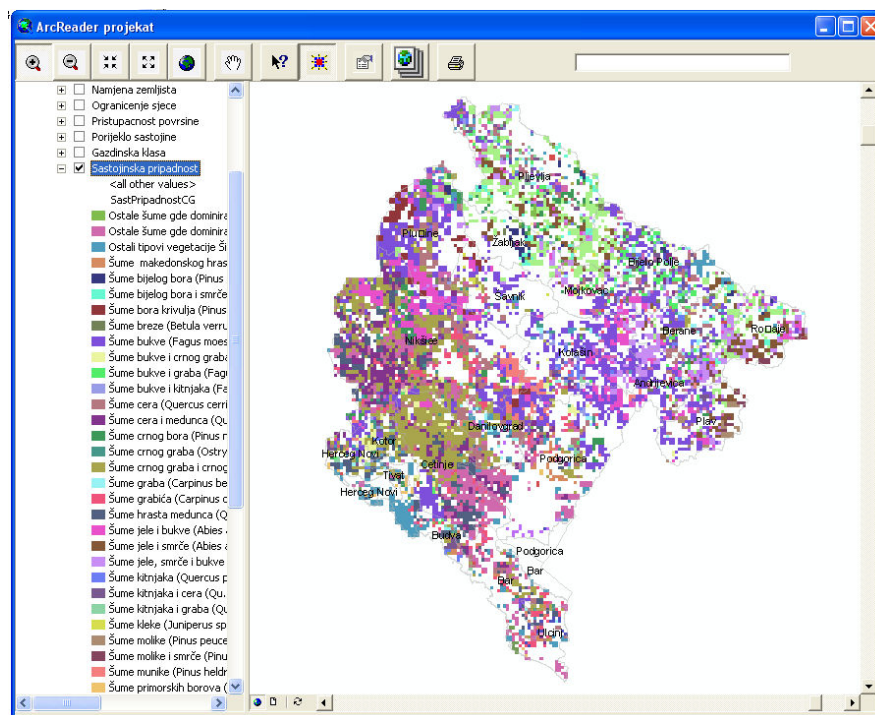 ArcReader projekat
Namjena zemljista
Ogranicenje sjece
Pristupacnost povrsine
Porijeklo sastojine
Gazdinska klasa
Sastojinska pripadnost
<all other values>
SastPripadnostCG
Ostale šume gde dominira
Ostale šume gde dominira
Ostali tipovi vegetacije Ši
Šume makedonskog hras
Šume bijelog bora (Pinus
Šume bijelog bora i smrče
Šume bora krivulja (Pinus
Šume breze (Betula verru
Šume bukve (Fagus moes
Šume bukve i crnog graba
Šume bukve i graba (Fagu
Šume bukve i kitnjaka (Fa
Šume cera (Quercus cerri
Šume cera i medunca (Qu
Šume crnog bora (Pinus n
Šume crnog graba (Ostry
Šume crnog graba i crnog
Šume graba (Carpinus be
Šume grabića (Carpinus o
Šume hrasta medunca (Q
Šume jele i bukve (Abies
Šume jele i smrče (Abies a
Šume jele, smrče i bukve
Šume kitnjaka (Quercus p
Šume kitnjaka i cera (Qu.
Šume kitnjaka i graba (Qu
Šume kleke (Juniperus sp
Šume molike (Pinus peuce
Šume molike i smrče (Pinu
Šume munike (Pinus heldr
Šume primorskih borova (
Pljevlja
Plužine
Žabljak
Bijelo Polje
Mojkovac
Šavnik
Berane
Rožaje
Nikšić
Kolašin
Andrijevica
Plav
Danilovgrad
Kotor
Herceg Novi
Cetinje
Podgorica
Tivat
Herceg Novi
Budva
Podgorica
Bar
Bar
Ulcinj